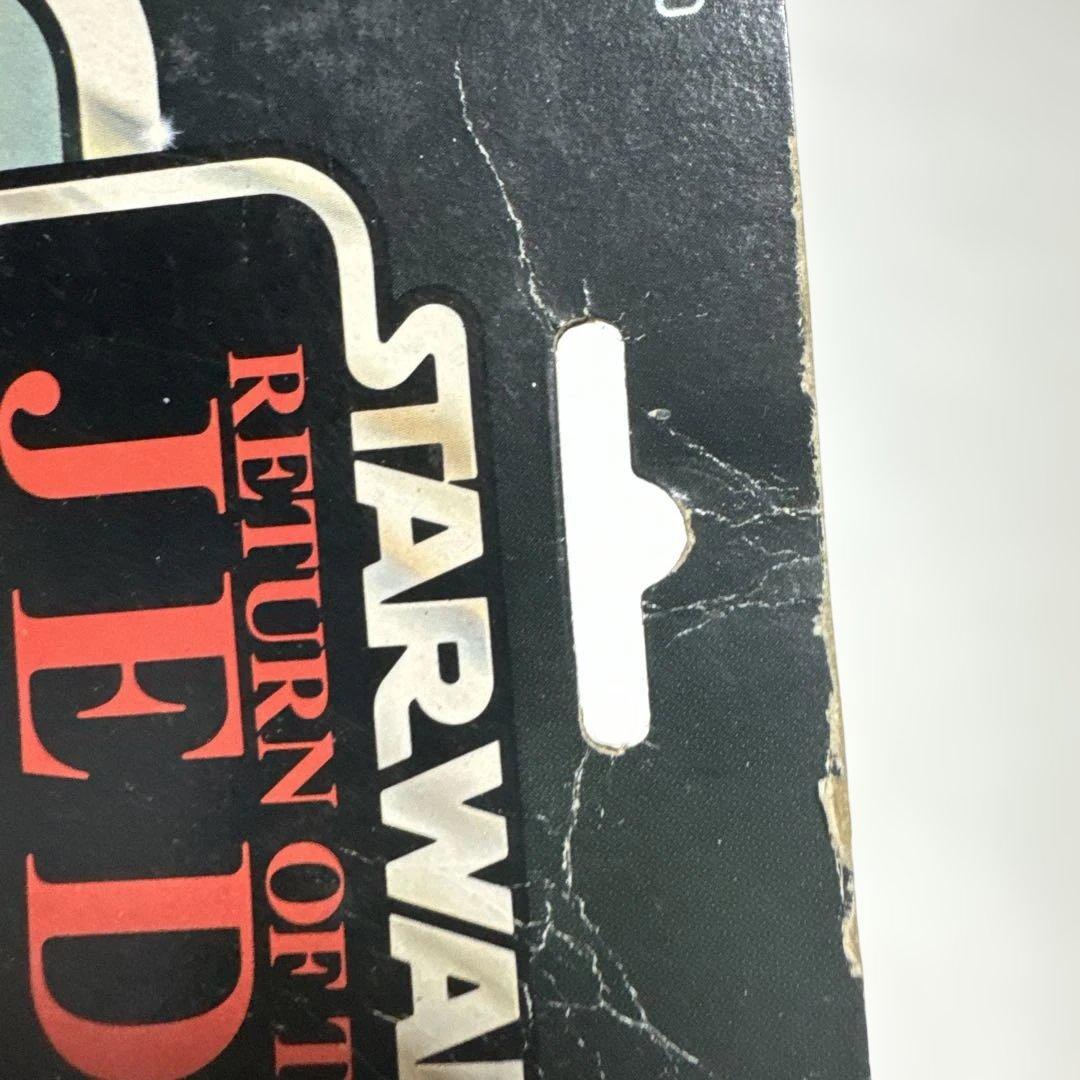 STAR WA
RETURN OF T
JED